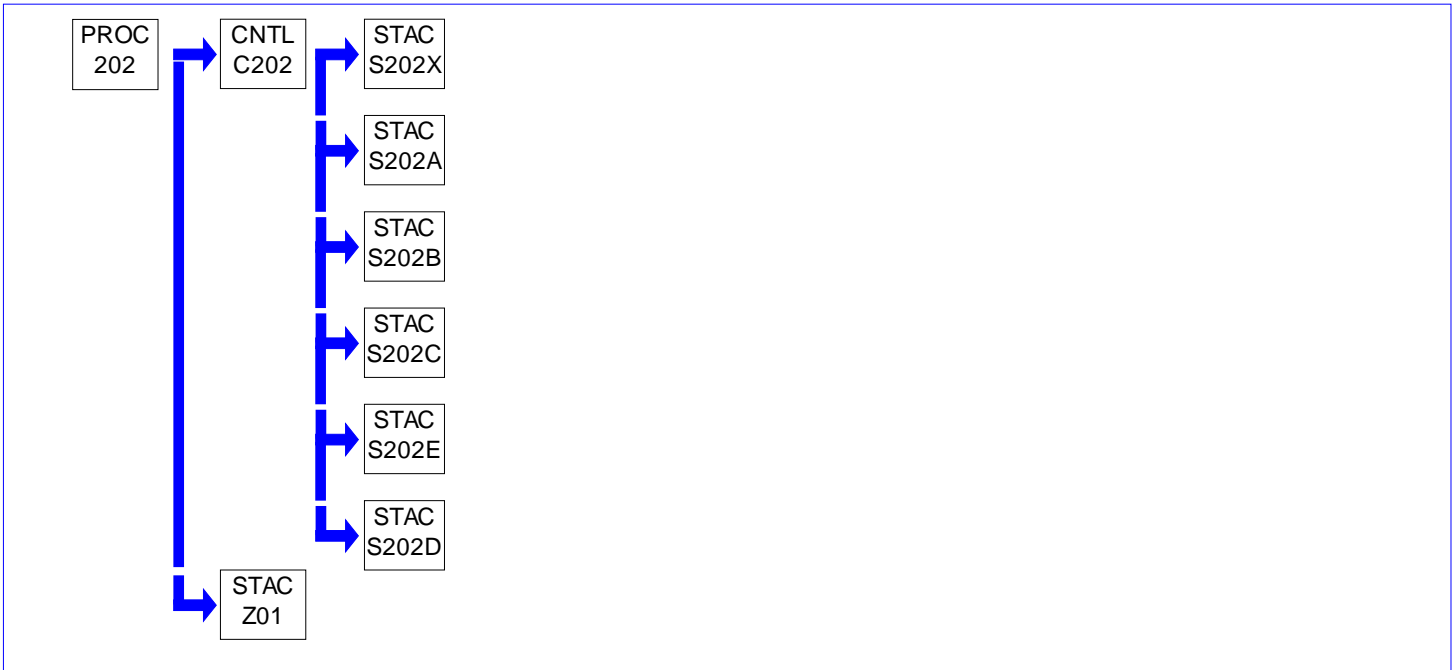 PROC
202
CNTL
C202
STAC
S202X
STAC
S202A
STAC
S202B
STAC
S202C
STAC
S202E
STAC
S202D
STAC
Z01